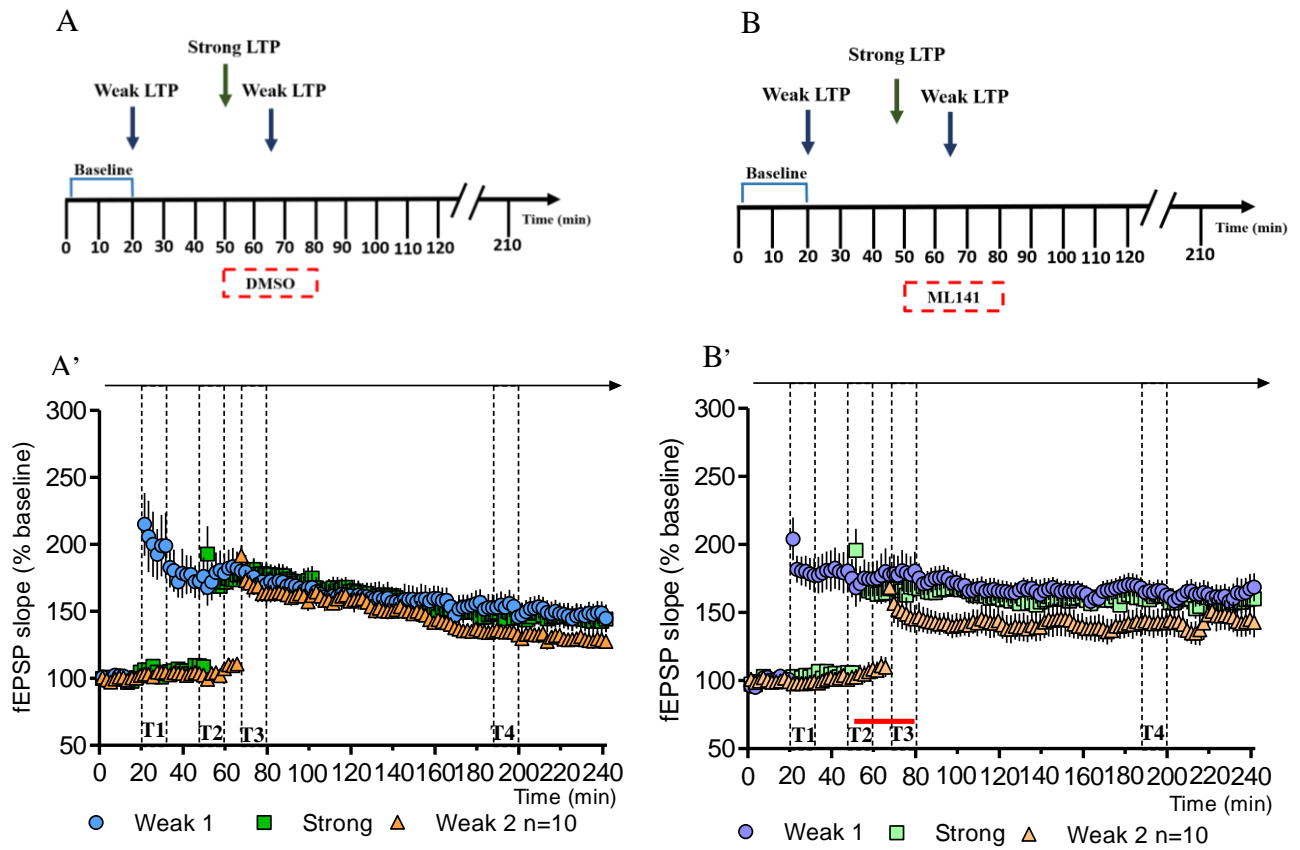 A
Strong LTP
Weak LTP
Weak LTP
Baseline
Time (min)
0 10 20 30 40 50 60 70 80 90 100 110 120 210
DMSO
B
Strong LTP
Weak LTP
Weak LTP
Baseline
Time (min)
0 10 20 30 40 50 60 70 80 90 100 110 120 210
ML141
A'
fEPSP slope (% baseline)
300
250
200
150
100
50
T1 T2 T3 T4
0 20 40 60 80 100 120 140 160 180 200 220 240
Time (min)
Weak 1 Strong Weak 2 n=10
B'
fEPSP slope (% baseline)
300
250
200
150
100
50
T1 T2 T3 T4
0 20 40 60 80 100 120 140 160 180 200 220 240
Time (min)
Weak 1 Strong Weak 2 n=10